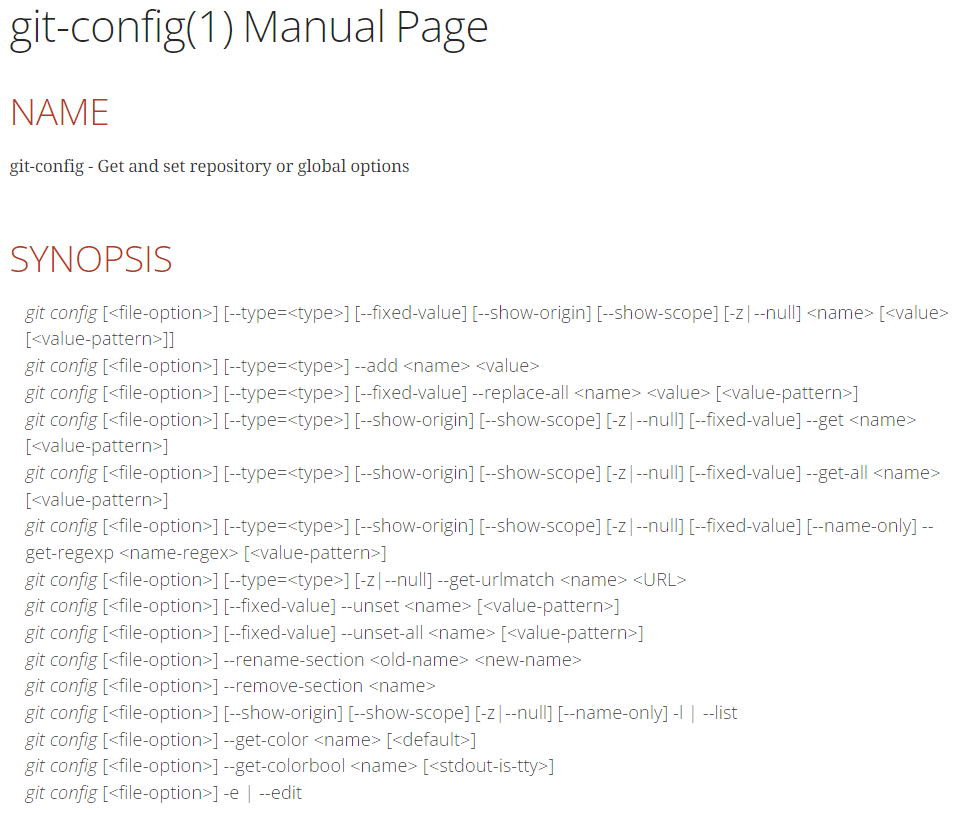 git-config(1) Manual Page
NAME
git-config - Get and set repository or global options
SYNOPSIS
git config [<file-option>] [--type=<type>] [--fixed-value] [--show-origin] [--show-scope] [-z|--null] <name> [<value>
[<value-pattern>]]
git config [<file-option>] [--type=<type>] --add <name> <value>
git config [<file-option>] [--type=<type>] [--fixed-value] --replace-all <name> <value> [<value-pattern>]
git config [<file-option>] [--type=<type>] [--show-origin] [--show-scope] [-z|--null] [--fixed-value] --get <name>
[<value-pattern>]
git config [<file-option>] [--type=<type>] [--show-origin] [--show-scope] [-z|--null] [--fixed-value] --get-all <name>
[<value-pattern>]
git config [<file-option>] [--type=<type>] [--show-origin] [--show-scope] [-z|--null] [--fixed-value] [--name-only] --
get-regexp <name-regex> [<value-pattern>]
git config [<file-option>] [--type=<type>] [-z|--null] --get-urlmatch <name> <URL>
git config [<file-option>] [--fixed-value] --unset <name> [<value-pattern>]
git config [<file-option>] [--fixed-value] --unset-all <name> [<value-pattern>]
git config [<file-option>] --rename-section <old-name> <new-name>
git config [<file-option>] --remove-section <name>
git config [<file-option>] [--show-origin] [--show-scope] [-z|--null] [--name-only] -l | --list
git config [<file-option>] --get-color <name> [<default>]
git config [<file-option>] --get-colorbool <name> [<stdout-is-tty>]
git config [<file-option>] -e | --edit